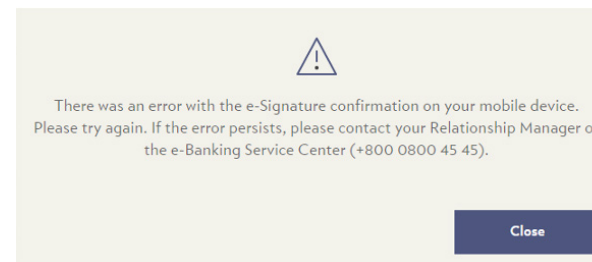 There was an error with the e-Signature confirmation on your mobile device.
Please try again. If the error persists, please contact your Relationship Manager o
the e-Banking Service Center (+800 0800 45 45).
Close